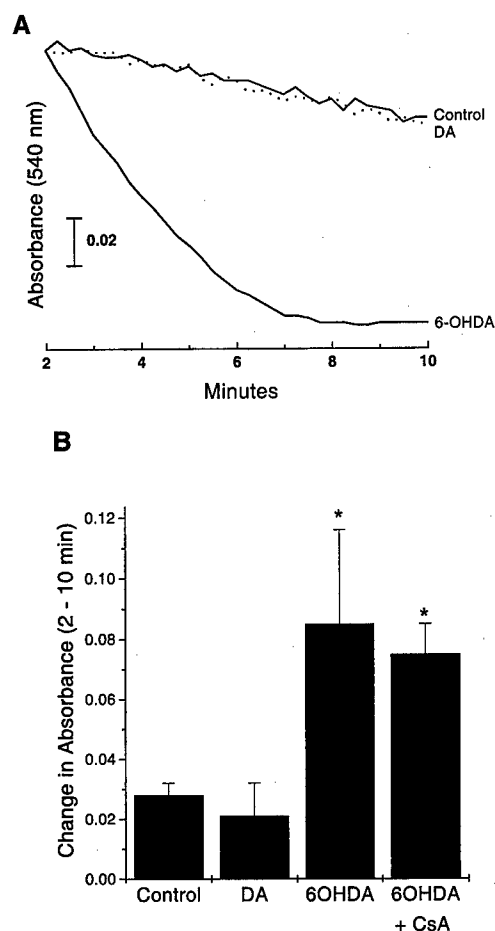 A
Absorbance (540 nm)
0.02
Control
DA
6-OHDA
2 4 6 8 10
Minutes
B
Change in Absorbance (2 - 10 min)
0.12
0.10
0.08
0.06
0.04
0.02
0.00
*
*
Control DA 6OHDA 6OHDA
+ CsA